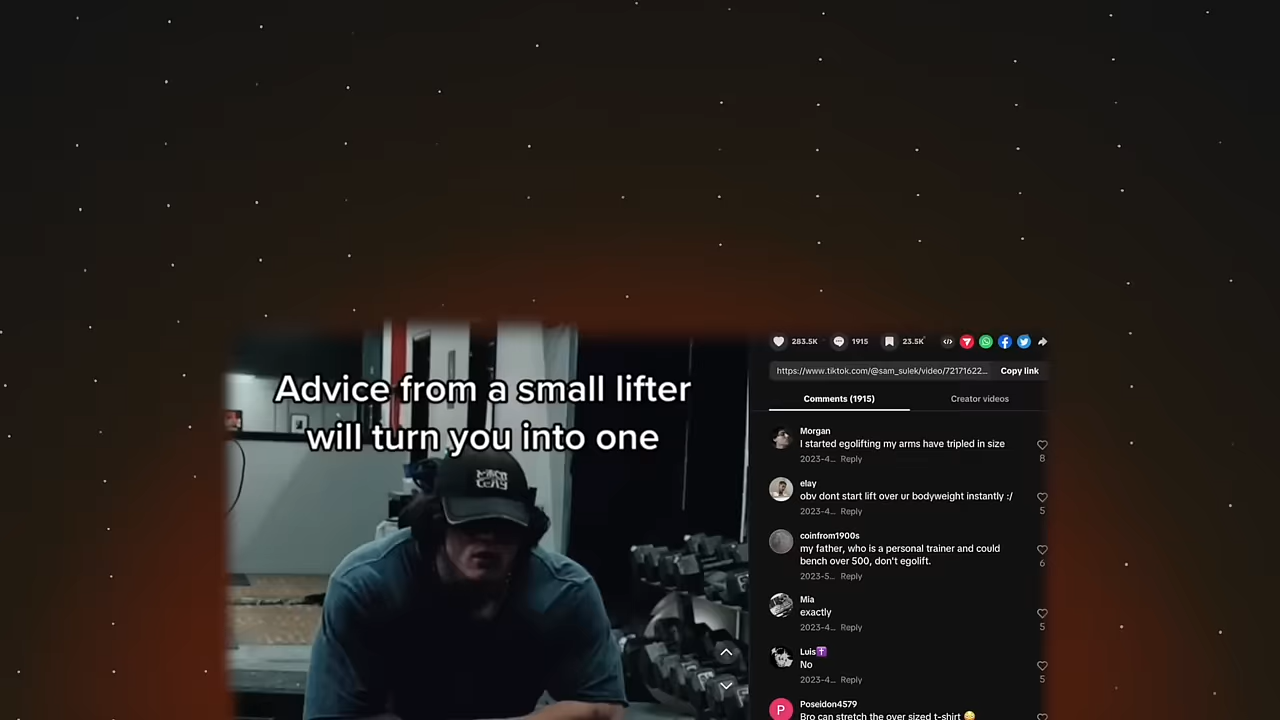 Advice from a small lifter
will turn you into one
283.5K 1915 23.5K
https://www.tiktok.com/@sam_sulek/video/72171622... Copy link
Comments (1915) Creator videos
Morgan
I started egolifting my arms have tripled in size
2023-4... Reply 8
elay
obv dont start lift over ur bodyweight instantly :/
2023-4... Reply 5
coinfrom1900s
my father, who is a personal trainer and could
bench over 500, don't egolift.
2023-5... Reply 6
Mia
exactly
2023-4... Reply 5
Luis✝️
No
2023-4... Reply 5
P Poseidon4579
Bro can stretch the over sized t-shirt 😳